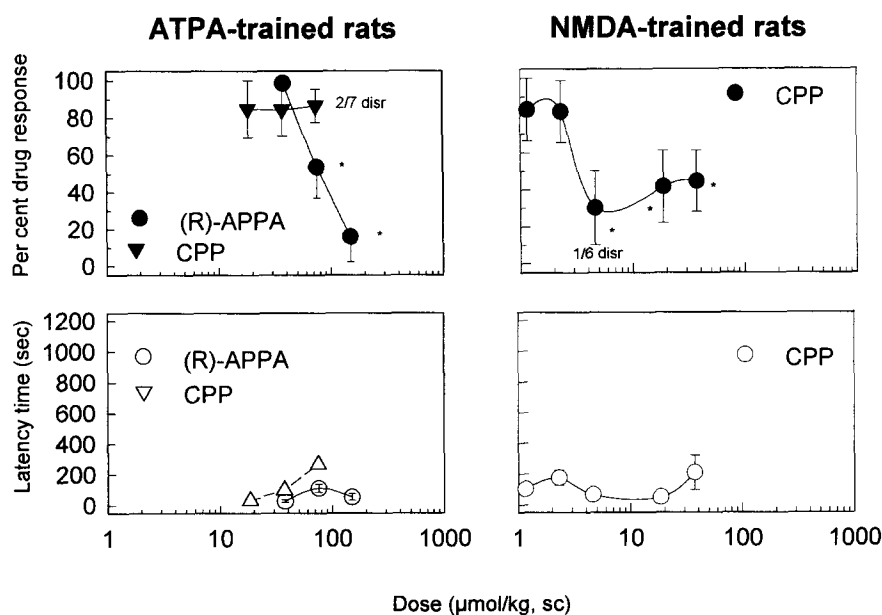 ATPA-trained rats
NMDA-trained rats
Per cent drug response
100
80
60
40
20
0
2/7 disr
*
*
(R)-APPA
CPP
CPP
*
*
*
1/6 disr
Latency time (sec)
1200
1000
800
600
400
200
0
(R)-APPA
CPP
CPP
1
10
100
1000
1
10
100
1000
Dose (μmol/kg, sc)